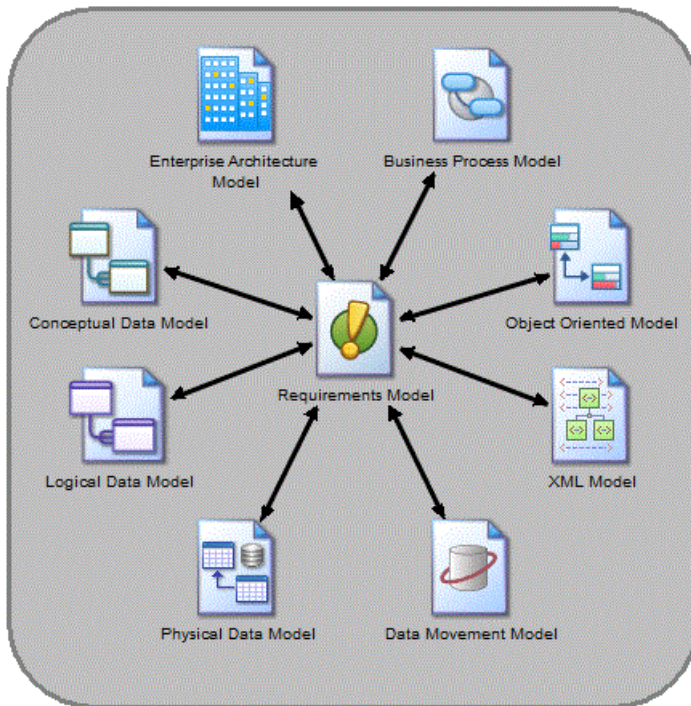 Enterprise Architecture
Model
Business Process Model
Conceptual Data Model
Object Oriented Model
Requirements Model
Logical Data Model
XML Model
Physical Data Model
Data Movement Model